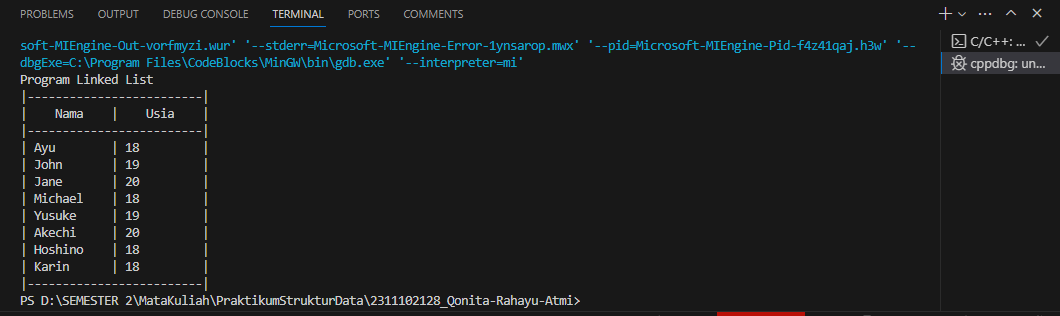 PROBLEMS OUTPUT DEBUG CONSOLE TERMINAL PORTS COMMENTS
soft-MIEngine-Out-vorfmyzi.wur' '--stderr=Microsoft-MIEngine-Error-1ynsarop.mwx' '--pid=Microsoft-MIEngine-Pid-f4z41qaj.h3w' '--
dbgExe=C:\Program Files\CodeBlocks\MinGW\bin\gdb.exe' '--interpreter=mi'
Program Linked List
|-------------------------|
| Nama | Usia |
|-------------------------|
| Ayu | 18 |
| John | 19 |
| Jane | 20 |
| Michael | 18 |
| Yusuke | 19 |
| Akechi | 20 |
| Hoshino | 18 |
| Karin | 18 |
|-------------------------|
PS D:\SEMESTER 2\MataKuliah\PraktikumStrukturData\2311102128_Qonita-Rahayu-Atmi>
C/C++: ...
cppdbg: un...